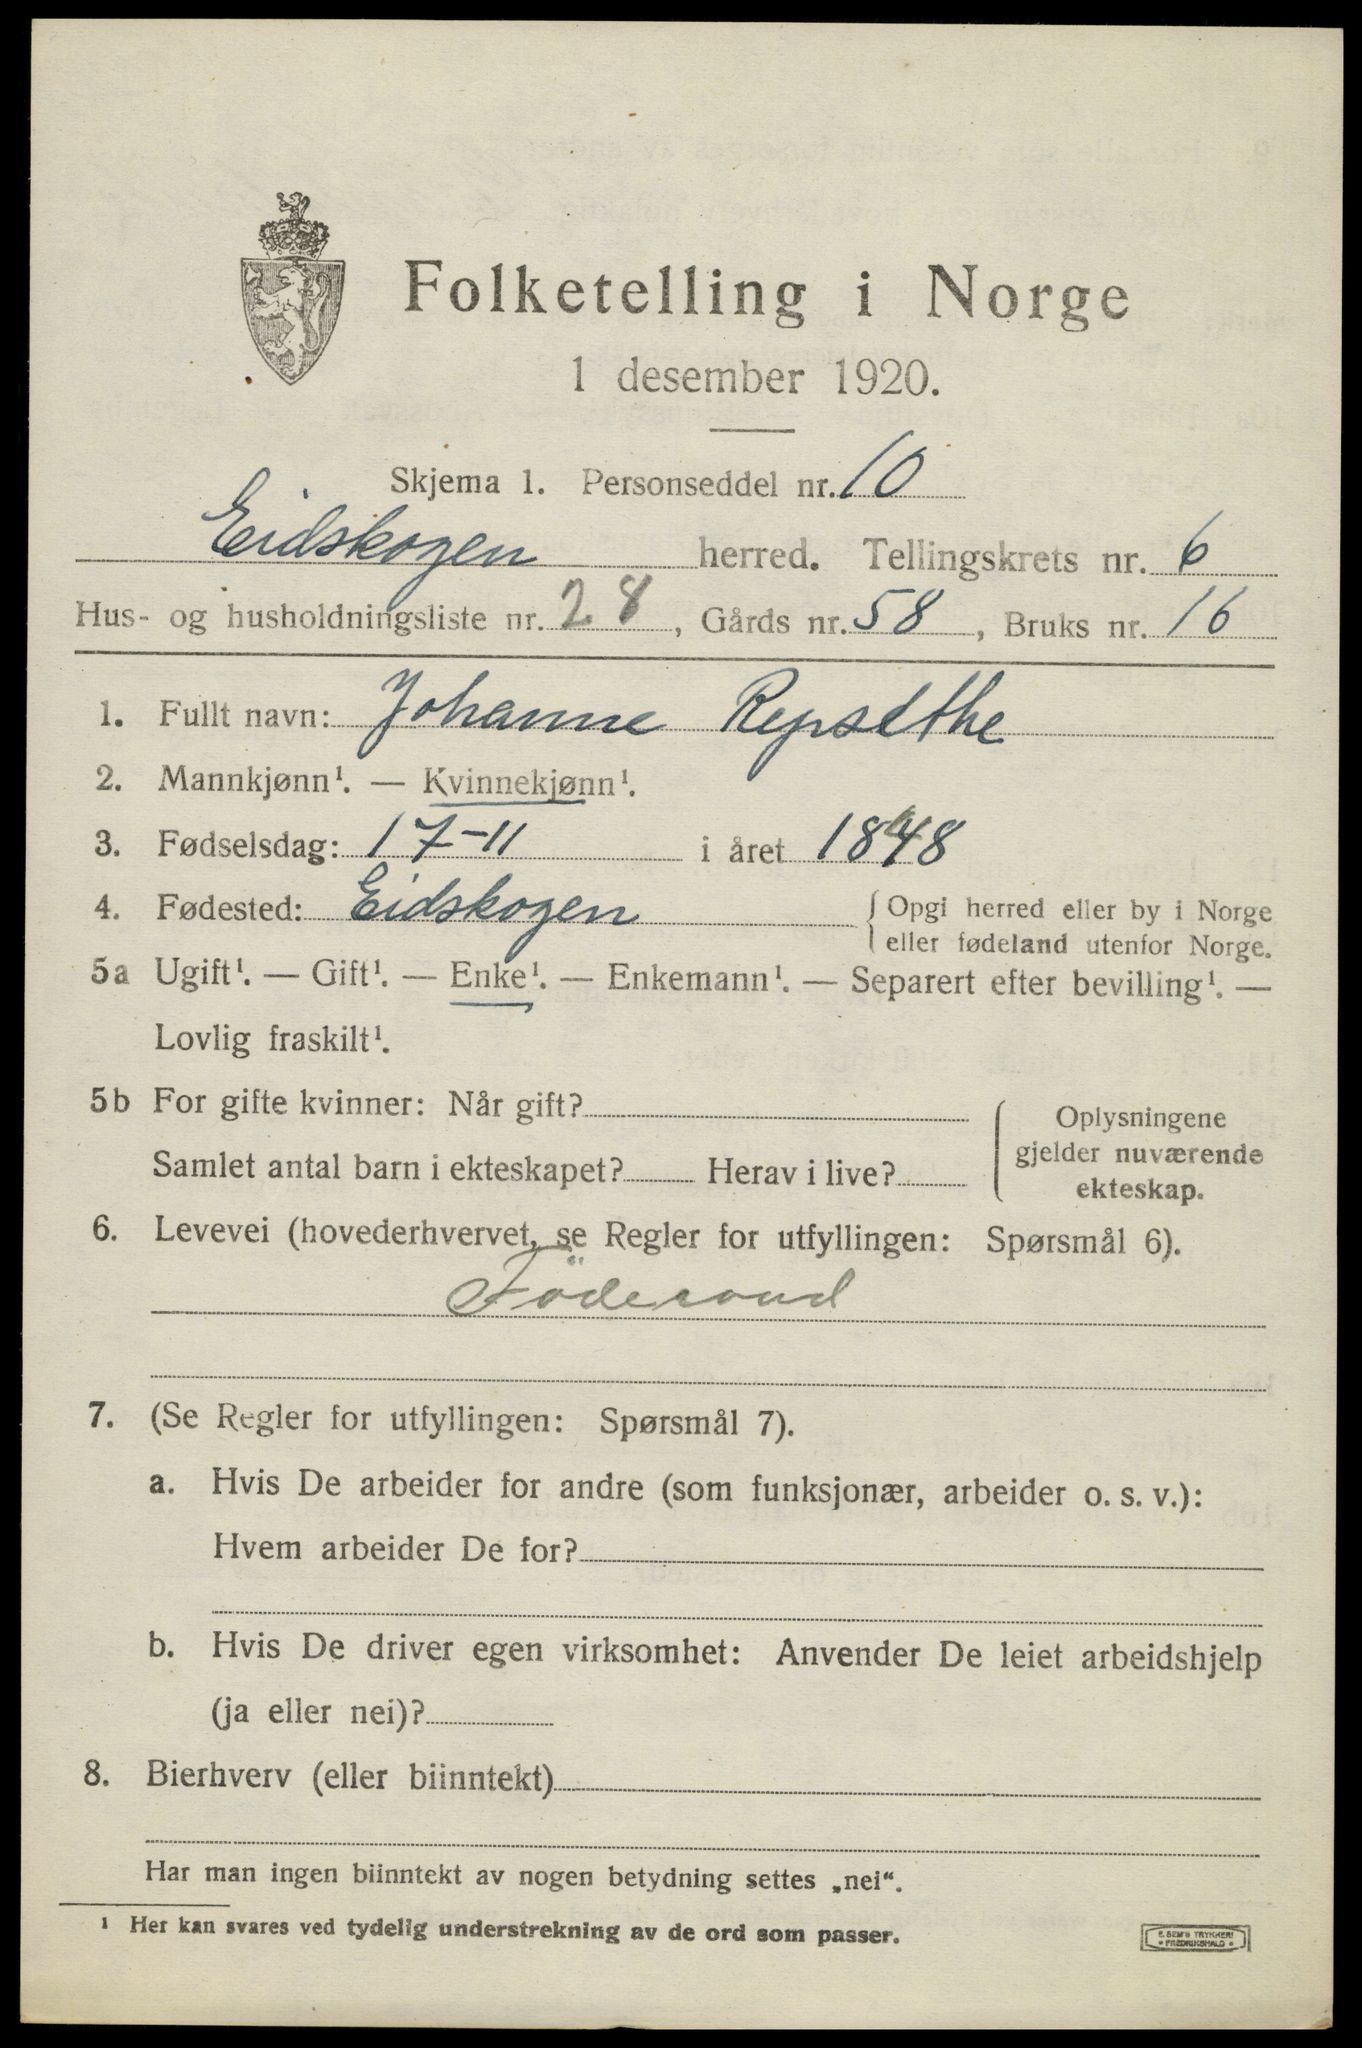 Folketelling i Norge
1 desember 1920.
Skjema 1. Personseddel nr. 10
Eidskogen herred. Tellingskrets nr. 6
Hus- og husholdningsliste nr. 28, Gårds nr. 58, Bruks nr. 16
1. Fullt navn: Johanne Repsethe
2. Mannkjønn¹. — Kvinnekjønn¹.
3. Fødselsdag: 17-11 i året 1848
4. Fødested: Eidskogen { Opgi herred eller by i Norge
eller fødeland utenfor Norge.
5a Ugift¹. — Gift¹. — Enke¹. — Enkemann¹. — Separert efter bevilling¹. —
Lovlig fraskilt¹.
5b For gifte kvinner: Når gift?
Samlet antal barn i ekteskapet? Herav i live?
Oplysningene
gjelder nuværende
ekteskap.
6. Levevei (hovederhvervet, se Regler for utfyllingen: Spørsmål 6).
Föderaad
7. (Se Regler for utfyllingen: Spørsmål 7).
a. Hvis De arbeider for andre (som funksjonær, arbeider o. s. v.):
Hvem arbeider De for?
b. Hvis De driver egen virksomhet: Anvender De leiet arbeidshjelp
(ja eller nei)?
8. Bierhverv (eller biinntekt)
Har man ingen biinntekt av nogen betydning settes „nei“.
¹ Her kan svares ved tydelig understrekning av de ord som passer.
E. SEM'S TRYKKERI
• FREDRIKSHALD •